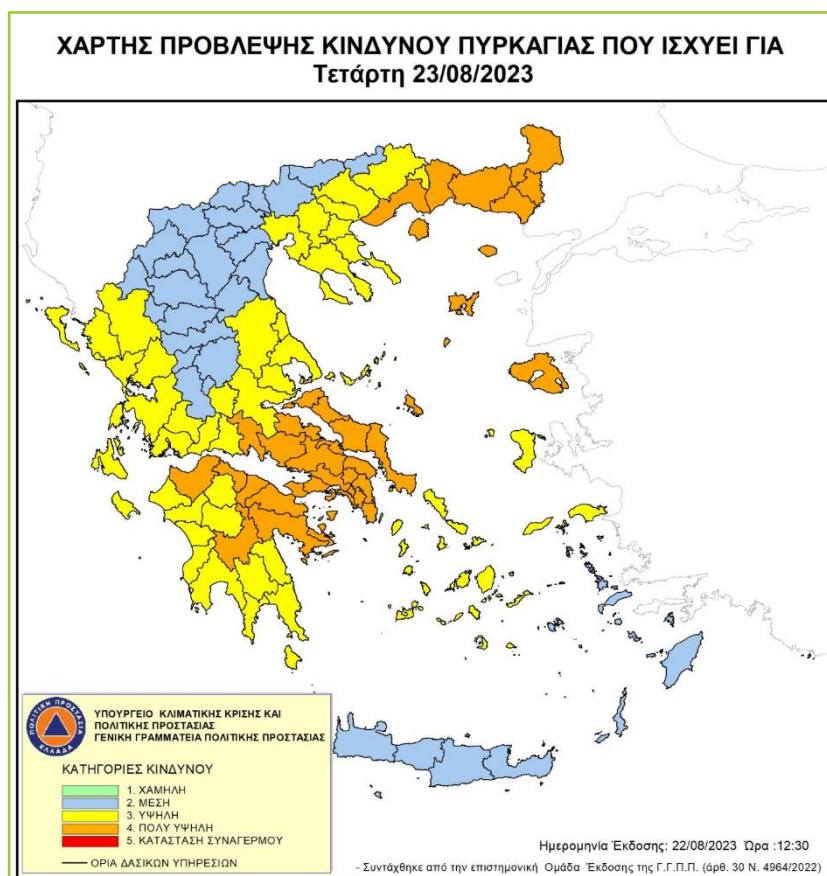 ΧΑΡΤΗΣ ΠΡΟΒΛΕΨΗΣ ΚΙΝΔΥΝΟΥ ΠΥΡΚΑΓΙΑΣ ΠΟΥ ΙΣΧΥΕΙ ΓΙΑ
Τετάρτη 23/08/2023
ΠΟΛΙΤΙΚΗ ΠΡΟΣΤΑΣΙΑ
ΕΛΛΑΔΑ
ΥΠΟΥΡΓΕΙΟ ΚΛΙΜΑΤΙΚΗΣ ΚΡΙΣΗΣ ΚΑΙ
ΠΟΛΙΤΙΚΗΣ ΠΡΟΣΤΑΣΙΑΣ
ΓΕΝΙΚΗ ΓΡΑΜΜΑΤΕΙΑ ΠΟΛΙΤΙΚΗΣ ΠΡΟΣΤΑΣΙΑΣ
ΚΑΤΗΓΟΡΙΕΣ ΚΙΝΔΥΝΟΥ
1. ΧΑΜΗΛΗ
2. ΜΕΣΗ
3. ΥΨΗΛΗ
4. ΠΟΛΥ ΥΨΗΛΗ
5. ΚΑΤΑΣΤΑΣΗ ΣΥΝΑΓΕΡΜΟΥ
ΟΡΙΑ ΔΑΣΙΚΩΝ ΥΠΗΡΕΣΙΩΝ
Ημερομηνία Έκδοσης: 22/08/2023 Ώρα :12:30
- Συντάχθηκε από την επιστημονική Ομάδα Έκδοσης της Γ.Γ.Π.Π. (άρθ. 30 Ν. 4964/2022)